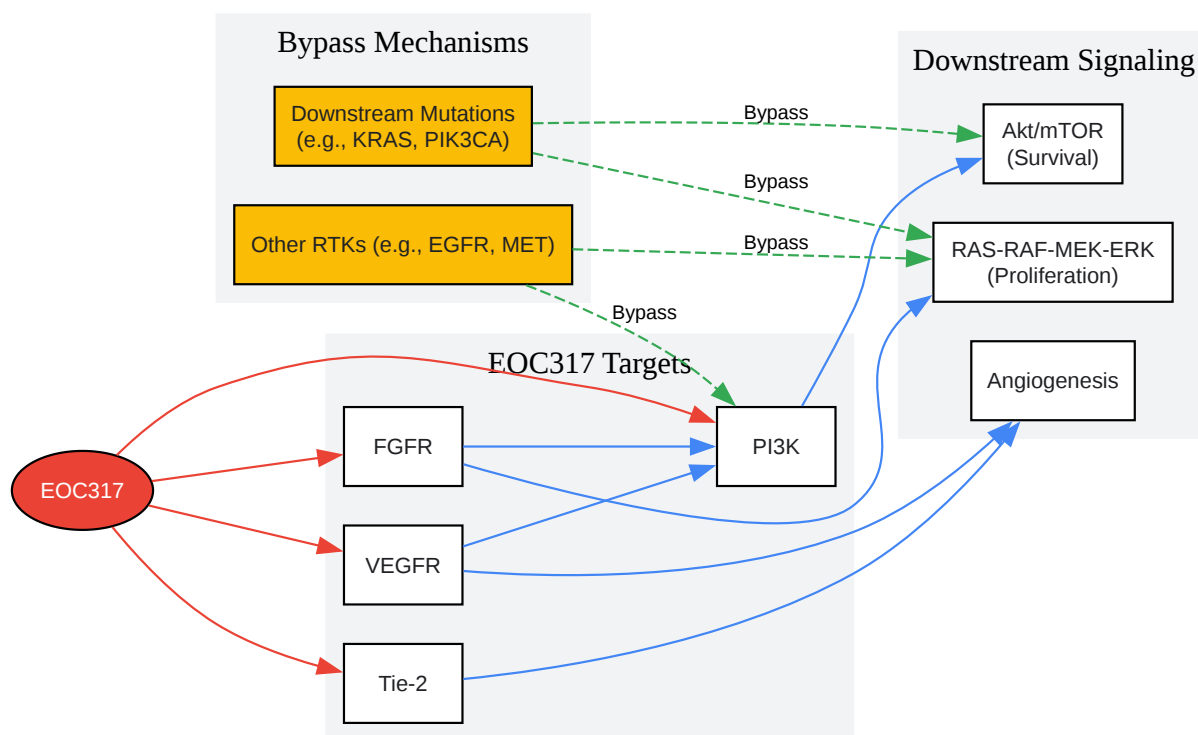 Bypass Mechanisms
Downstream Mutations
(e.g., KRAS, PIK3CA)
Other RTKs (e.g., EGFR, MET)
Bypass
Bypass
Bypass
Bypass
Downstream Signaling
Akt/mTOR
(Survival)
RAS-RAF-MEK-ERK
(Proliferation)
Angiogenesis
EOC317 Targets
FGFR
PI3K
VEGFR
Tie-2
EOC317